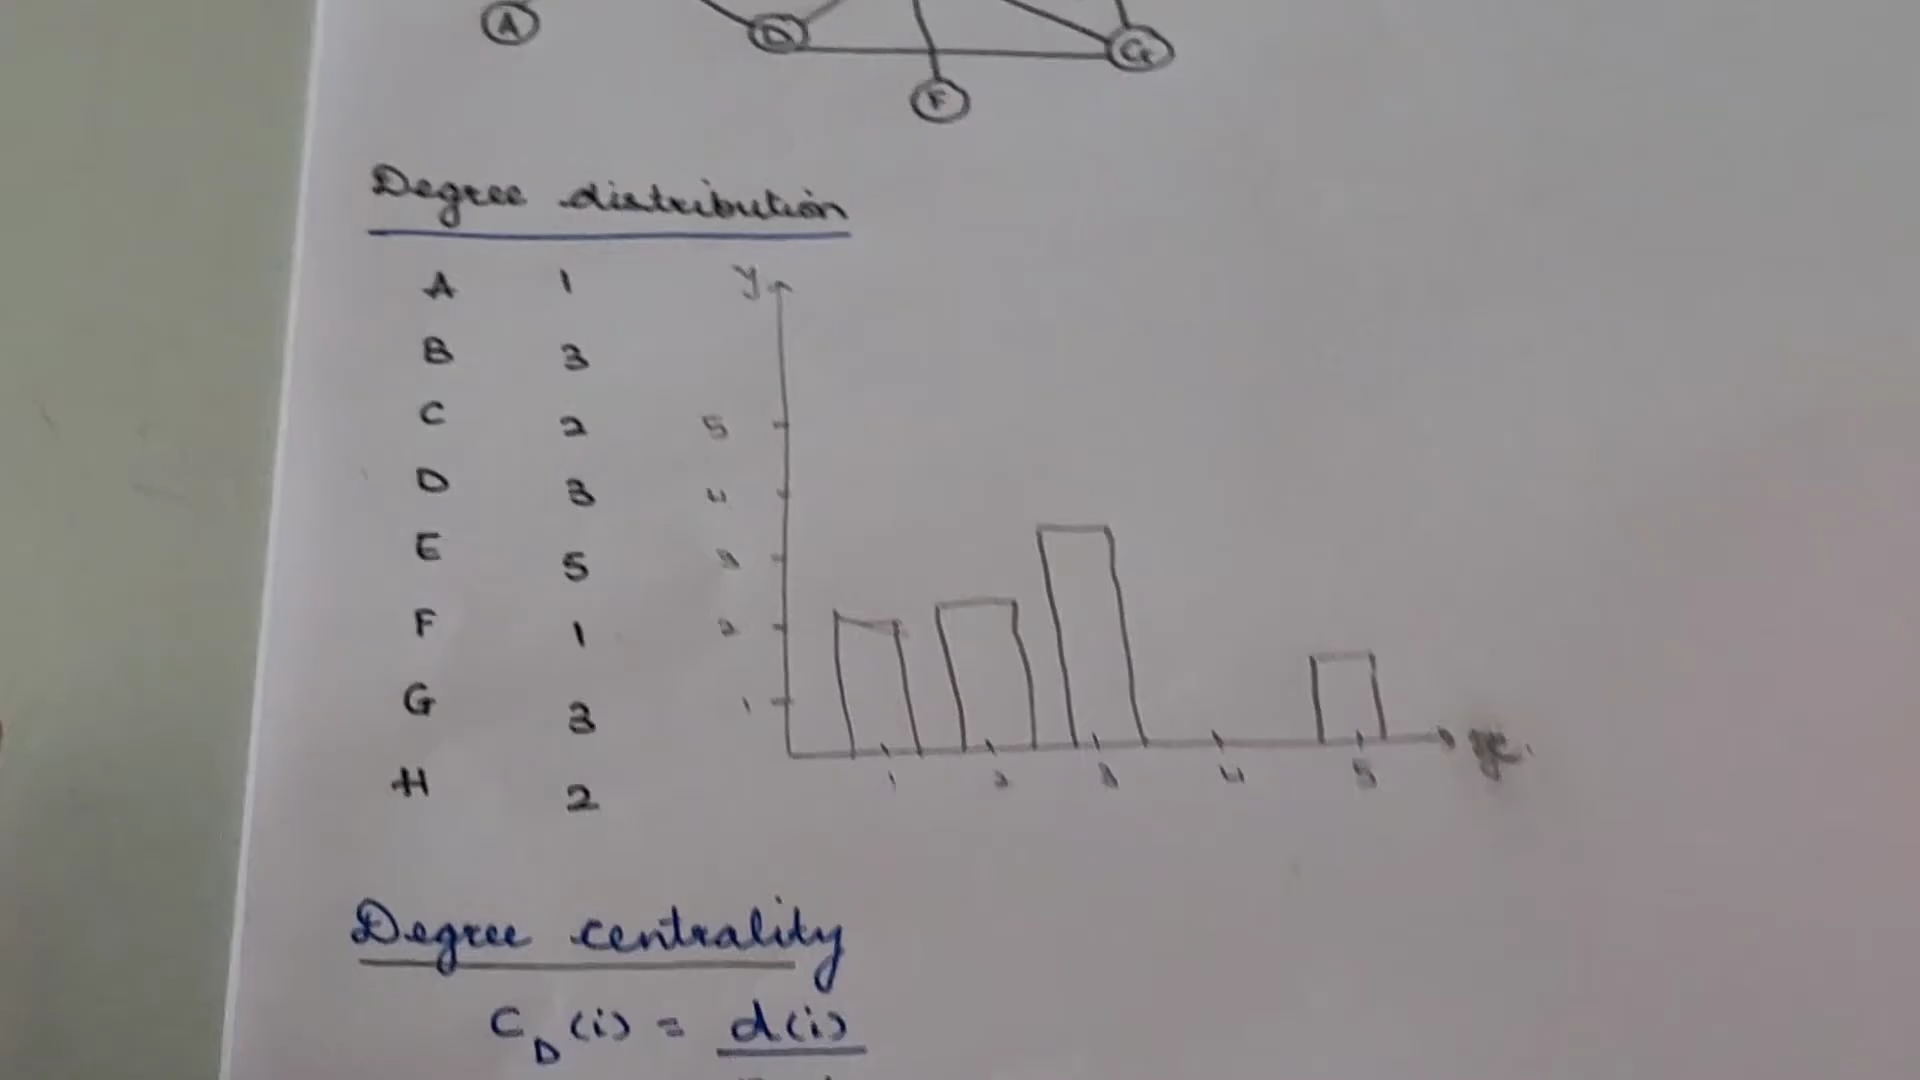 A
D
G
F
Degree distribution
A 1
B 3
C 2
D 3
E 5
F 1
G 3
H 2
y
5
4
3
2
1
1 2 3 4 5
Degree centrality
C_D (i) = d(i)